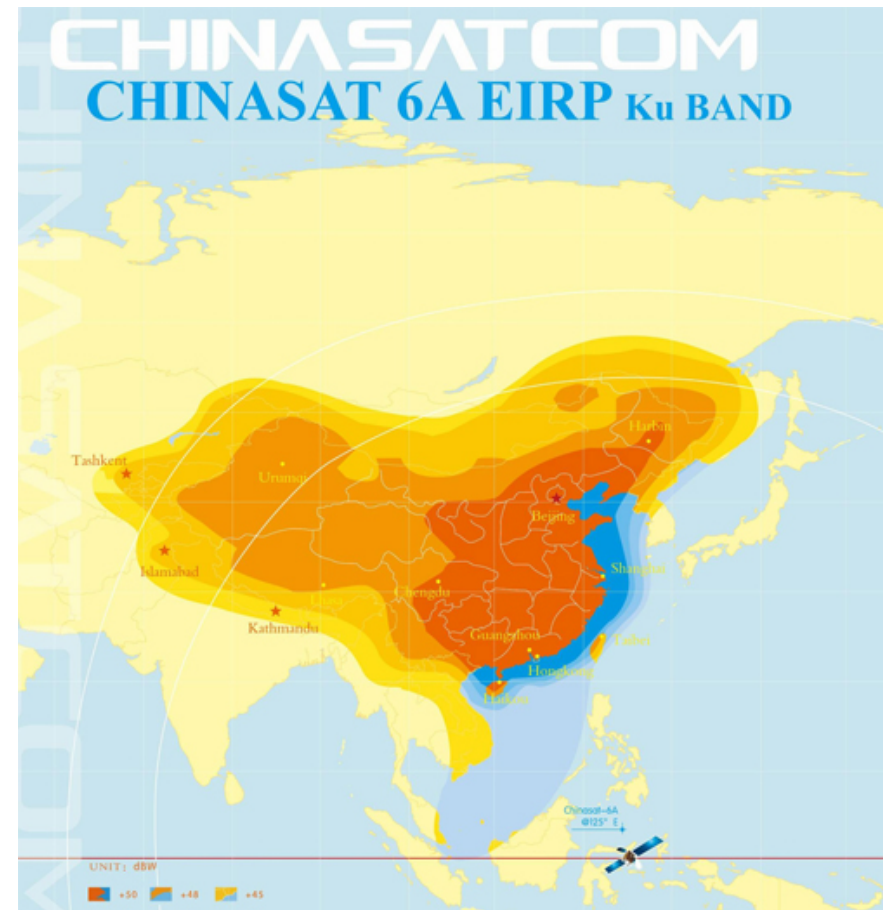 CHINASATCOM
CHINASAT 6A EIRP Ku BAND
Harbin
Tashkent
Urumqi
Beijing
Islamabad
Shanghai
Chengdu
Kathmandu
Guangzhou
Taibei
Hongkong
Haikou
Chinasat-6A
@125° E
UNIT: dBW
+50 +48 +45